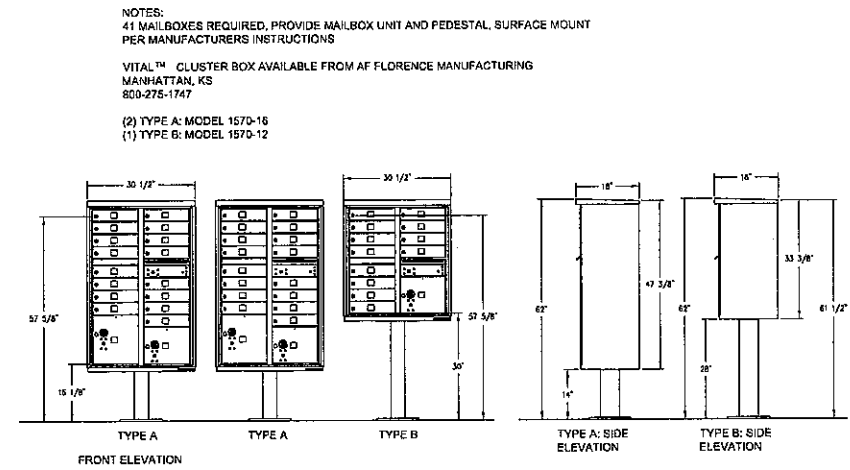 NOTES:
41 MAILBOXES REQUIRED, PROVIDE MAILBOX UNIT AND PEDESTAL, SURFACE MOUNT
PER MANUFACTURERS INSTRUCTIONS
VITAL™ CLUSTER BOX AVAILABLE FROM AF FLORENCE MANUFACTURING
MANHATTAN, KS
800-275-1747
(2) TYPE A: MODEL 1570-16
(1) TYPE B: MODEL 1570-12
30 1/2"
30 1/2"
18"
18"
57 5/8"
15 1/8"
57 5/8"
30"
62"
47 3/8"
14"
62"
33 3/8"
28"
61 1/2"
TYPE A
TYPE A
TYPE B
TYPE A: SIDE
ELEVATION
TYPE B: SIDE
ELEVATION
FRONT ELEVATION